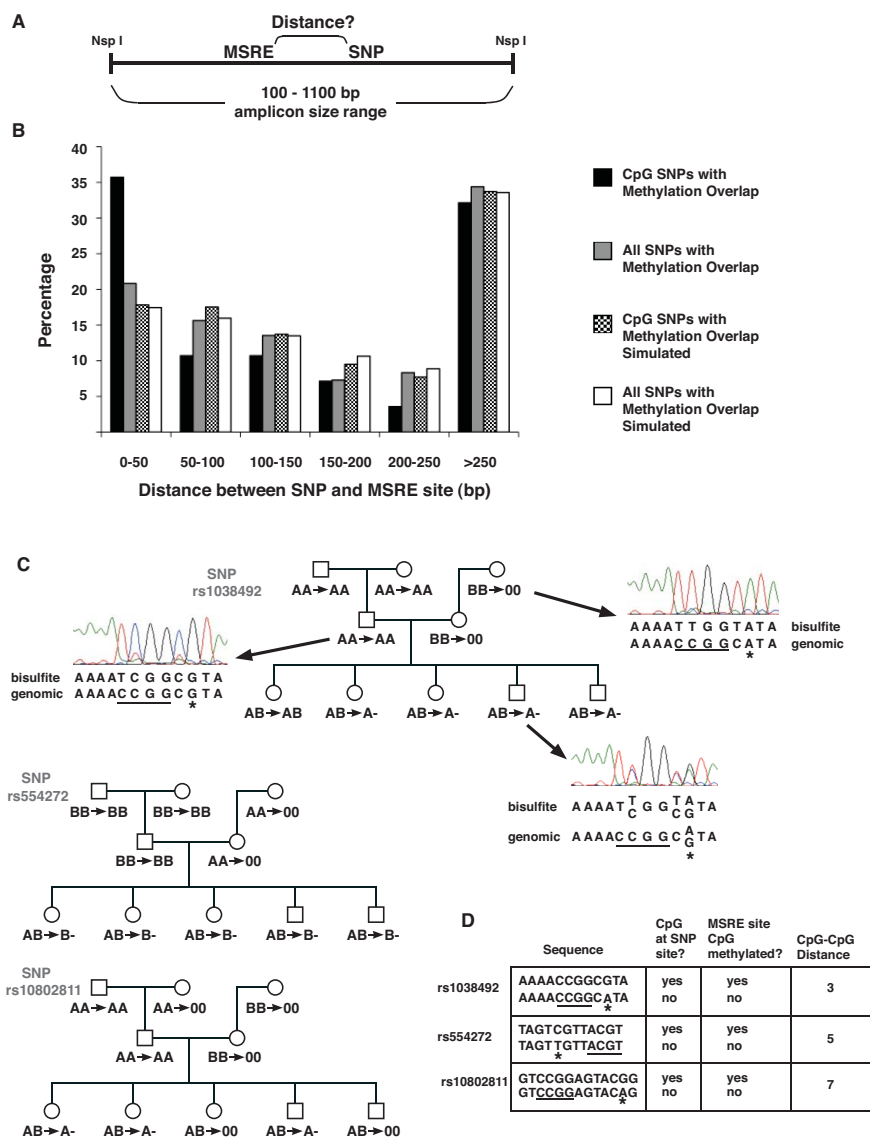 A
Distance?
Nsp I
MSRE
SNP
Nsp I
100 - 1100 bp
amplicon size range
B
40
35
30
25
20
15
10
5
Percentage
0-50 50-100 100-150 150-200 200-250 >250
Distance between SNP and MSRE site (bp)
CpG SNPs with
Methylation Overlap
All SNPs with
Methylation Overlap
CpG SNPs with
Methylation Overlap
Simulated
All SNPs with
Methylation Overlap
Simulated
C
SNP
rs1038492
AA→AA AA→AA BB→00
AA→AA BB→00
AB→AB AB→A- AB→A- AB→A- AB→A-
bisulfite A A A A T C G G C G T A
genomic A A A A C C G G C G T A
*
A A A A T T G G T A T A bisulfite
A A A A C C G G C A T A genomic
*
bisulfite A A A A T T G G T A T A
C C G
genomic A A A A C C G G C A T A
G
*
SNP
rs554272
BB→BB BB→BB AA→00
BB→BB AA→00
AB→B- AB→B- AB→B- AB→B- AB→B-
SNP
rs10802811
AA→AA AA→00 BB→00
AA→AA BB→00
AB→A- AB→A- AB→00 AB→A- AB→00
D
Sequence
CpG
at SNP
site?
MSRE site
CpG
methylated?
CpG-CpG
Distance
rs1038492 AAAACCGGCGTA yes yes 3
AAAACCGGCATA no no
*
rs554272 TAGTCGTTACGT yes yes 5
TAGTTGTTACGT no no
*
rs10802811 GTCCGGAGTACGG yes yes 7
GTCCGGAGTACAG no no
*